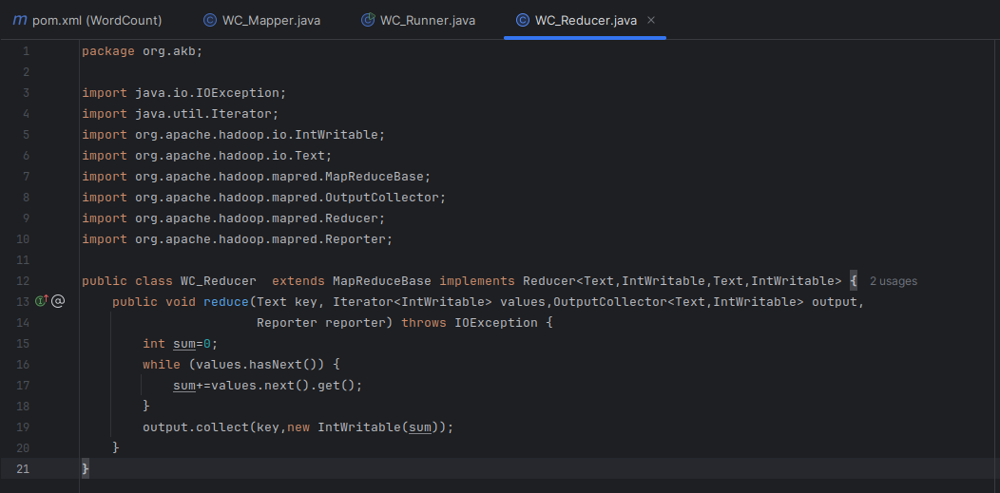 m pom.xml (WordCount) © WC_Mapper.java © WC_Runner.java © WC_Reducer.java ×
1 package org.akb;
2
3 import java.io.IOException;
4 import java.util.Iterator;
5 import org.apache.hadoop.io.IntWritable;
6 import org.apache.hadoop.io.Text;
7 import org.apache.hadoop.mapred.MapReduceBase;
8 import org.apache.hadoop.mapred.OutputCollector;
9 import org.apache.hadoop.mapred.Reducer;
10 import org.apache.hadoop.mapred.Reporter;
11
12 public class WC_Reducer  extends MapReduceBase implements Reducer<Text,IntWritable,Text,IntWritable> { 2 usages
13 @     public void reduce(Text key, Iterator<IntWritable> values,OutputCollector<Text,IntWritable> output,
14                        Reporter reporter) throws IOException {
15         int sum=0;
16         while (values.hasNext()) {
17             sum+=values.next().get();
18         }
19         output.collect(key,new IntWritable(sum));
20     }
21 }